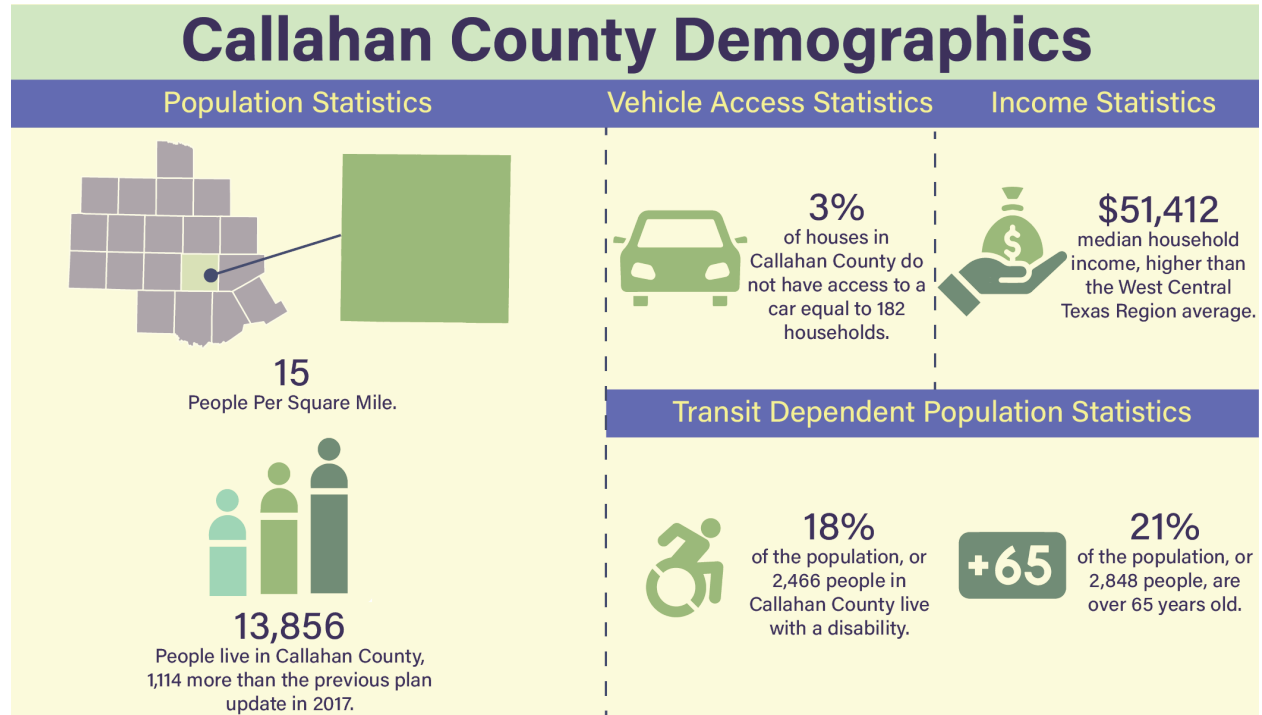 Callahan County Demographics
Population Statistics
15
People Per Square Mile.
13,856
People live in Callahan County,
1,114 more than the previous plan
update in 2017.
Vehicle Access Statistics
3%
of houses in
Callahan County do
not have access to a
car equal to 182
households.
Income Statistics
$
$51,412
median household
income, higher than
the West Central
Texas Region average.
Transit Dependent Population Statistics
18%
of the population, or
2,466 people in
Callahan County live
with a disability.
+65
21%
of the population, or
2,848 people, are
over 65 years old.